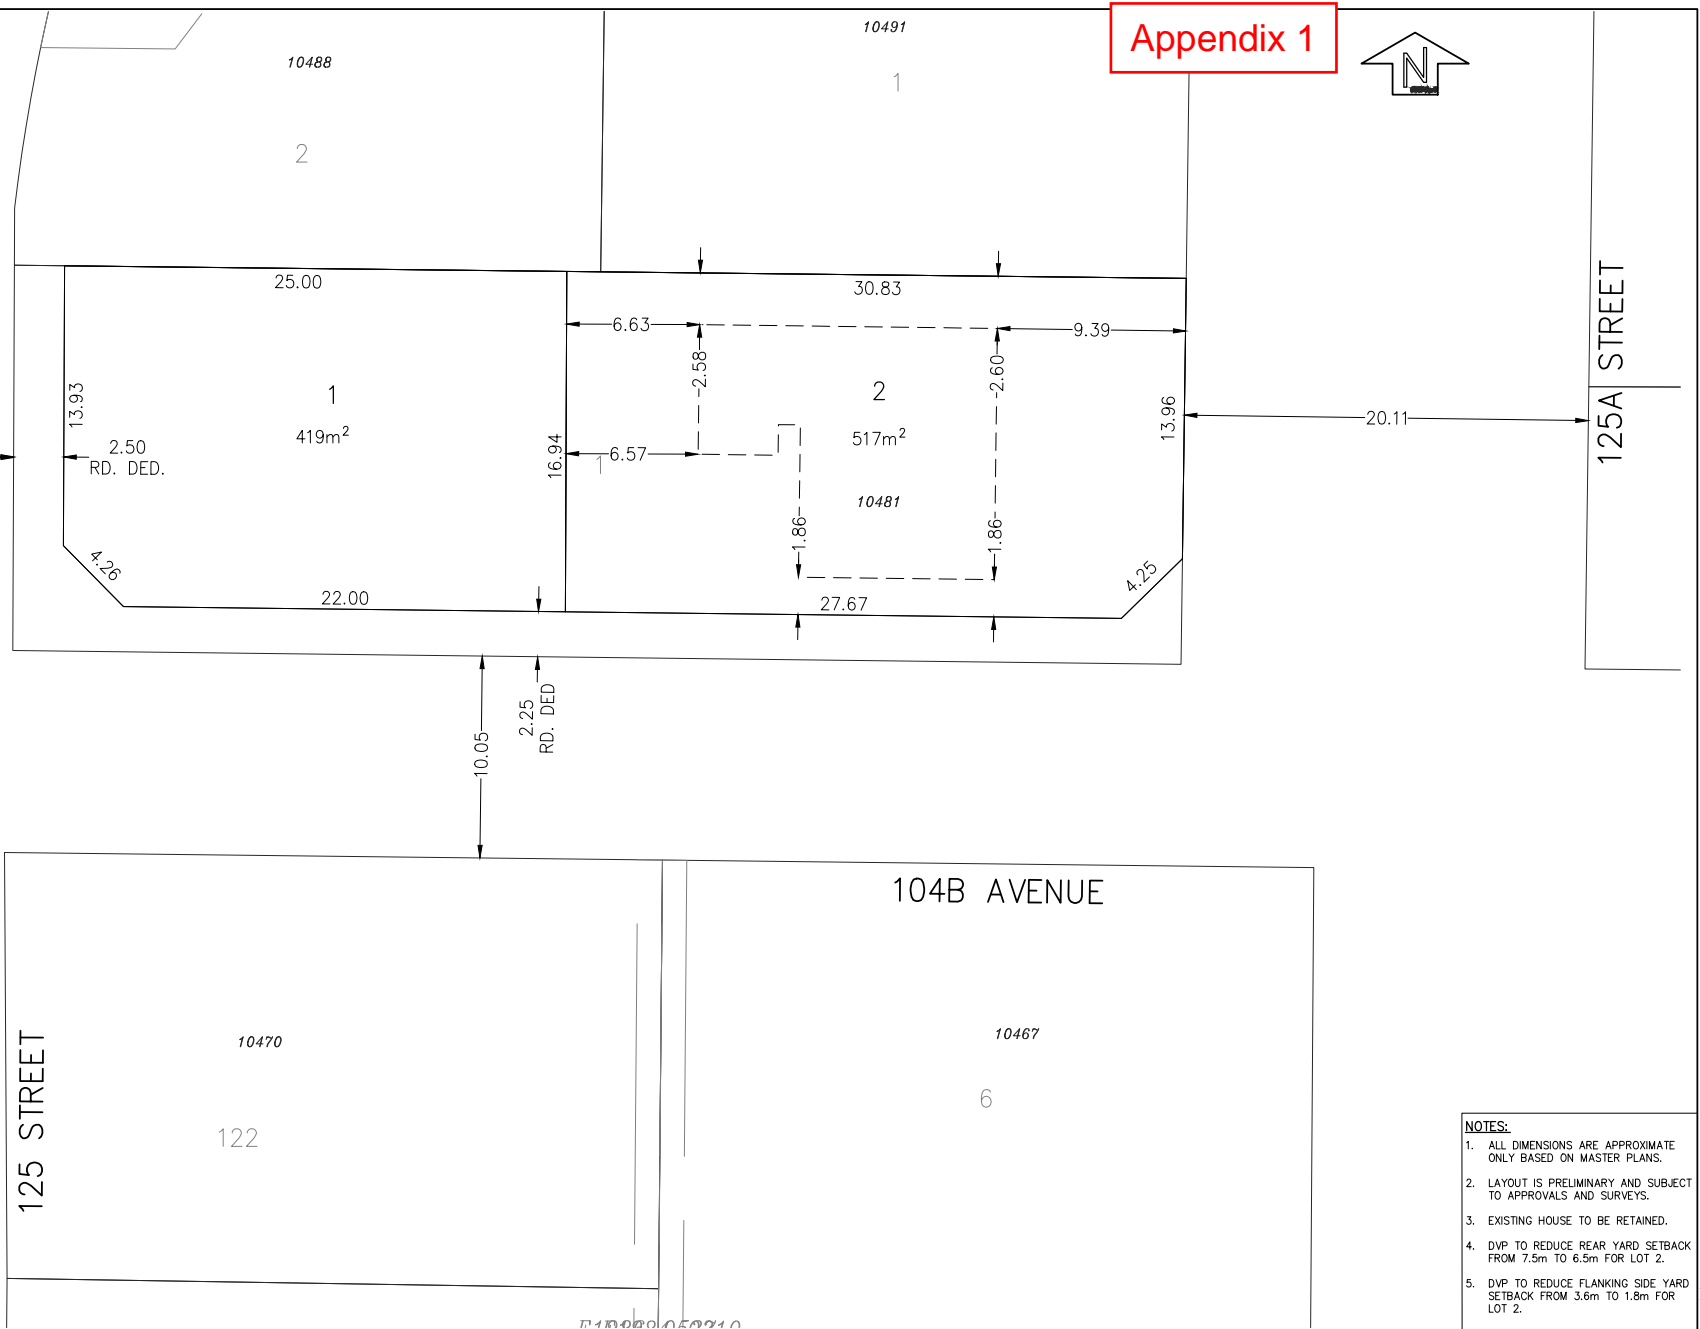 Appendix 1
N
10488
2
10491
1
25.00
30.83
6.63
9.39
2.58
2.60
13.93
1
419m²
2
517m²
13.96
20.11
125A STREET
2.50
RD. DED.
16.94
6.57
1
10481
1.86
1.86
4.26
4.25
22.00
27.67
2.25
RD. DED
10.05
104B AVENUE
125 STREET
10470
122
10467
6
NOTES:
1. ALL DIMENSIONS ARE APPROXIMATE
ONLY BASED ON MASTER PLANS.
2. LAYOUT IS PRELIMINARY AND SUBJECT
TO APPROVALS AND SURVEYS.
3. EXISTING HOUSE TO BE RETAINED.
4. DVP TO REDUCE REAR YARD SETBACK
FROM 7.5m TO 6.5m FOR LOT 2.
5. DVP TO REDUCE FLANKING SIDE YARD
SETBACK FROM 3.6m TO 1.8m FOR
LOT 2.